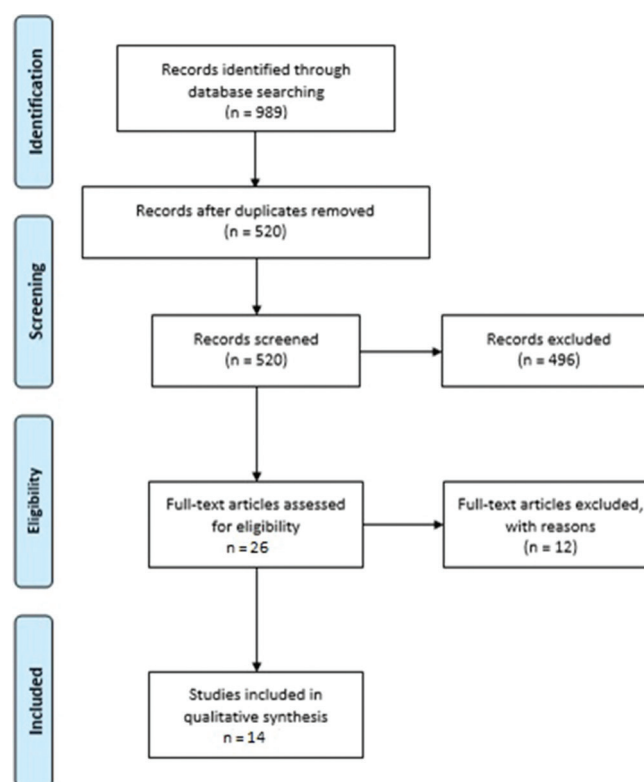 Identification
Records identified through
database searching
(n = 989)
Records after duplicates removed
(n = 520)
Screening
Records screened
(n = 520)
Records excluded
(n = 496)
Eligibility
Full-text articles assessed
for eligibility
n = 26
Full-text articles excluded,
with reasons
(n = 12)
Included
Studies included in
qualitative synthesis
n = 14